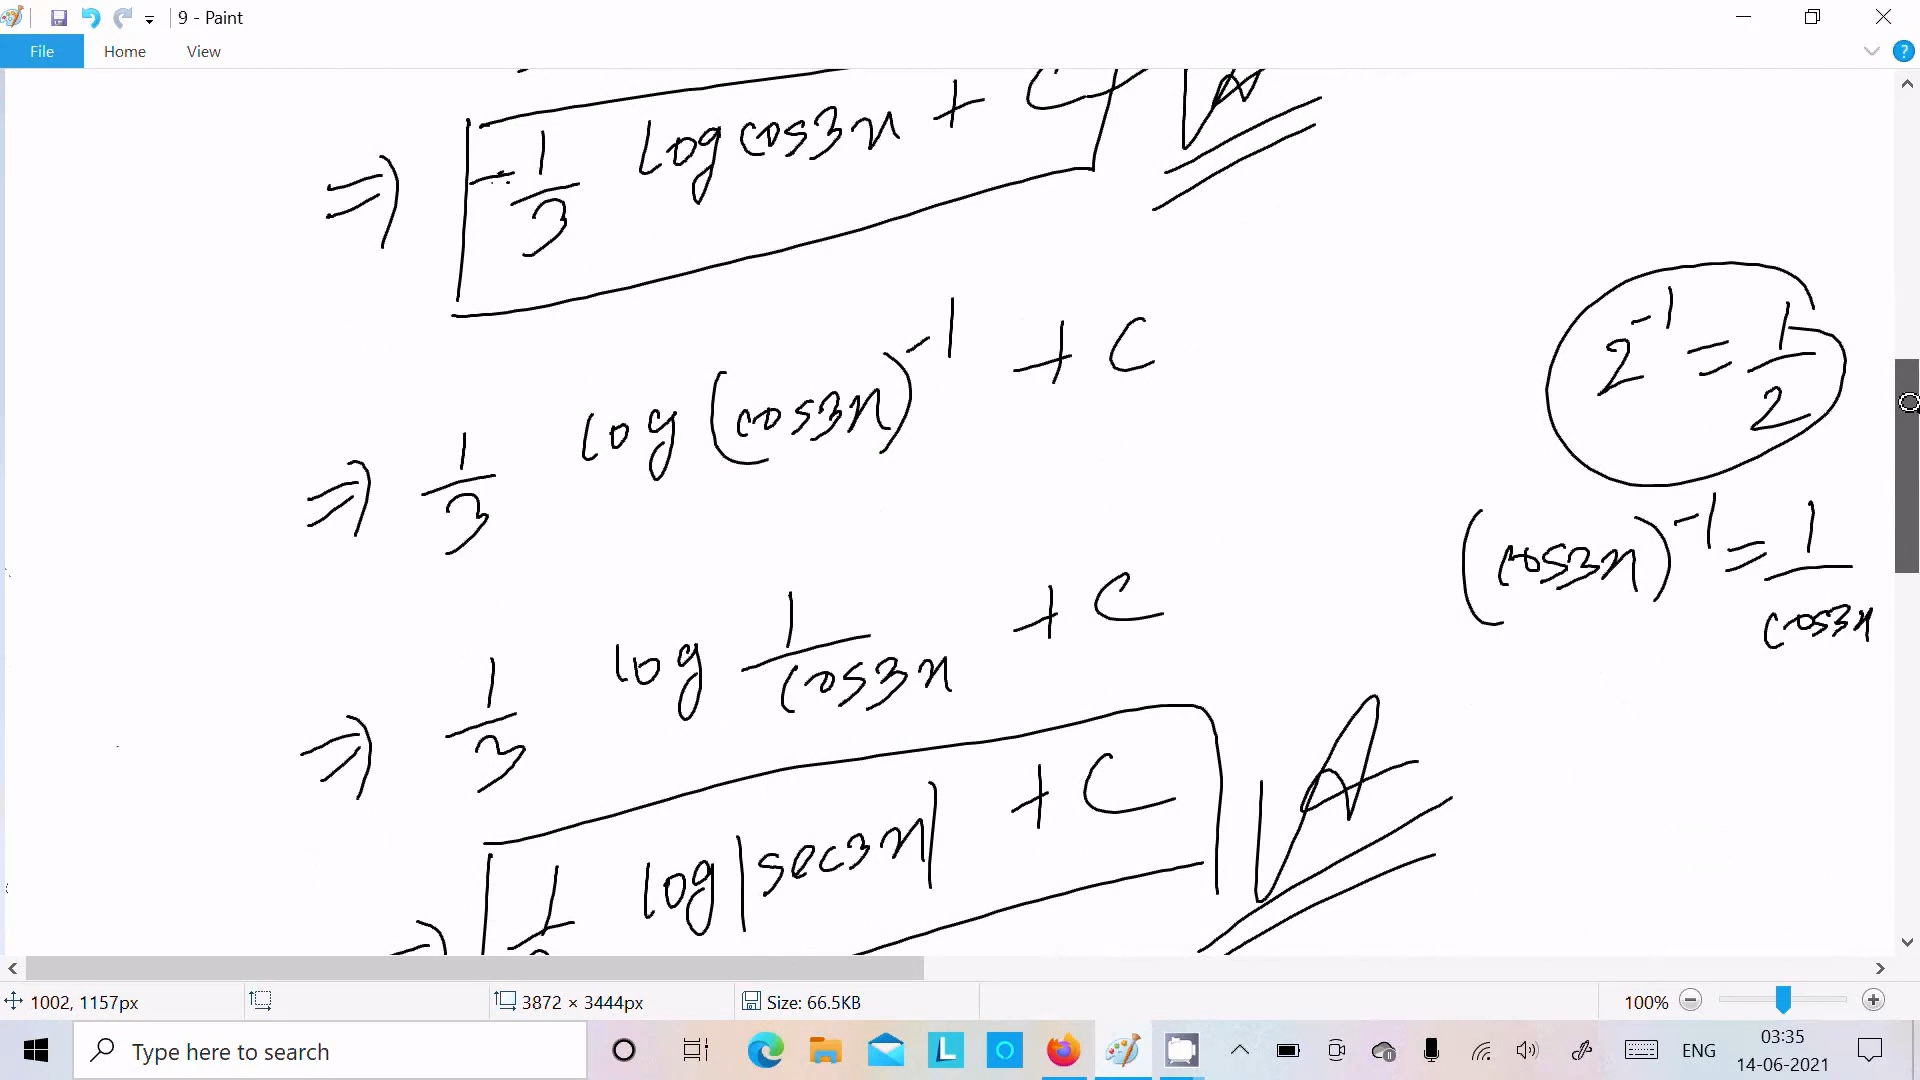 9 - Paint
File Home View
⇒ -1/3 log cos3x + C A
⇒ 1/3 log (cos3x)^-1 + C
2^-1 = 1/2
(cos3x)^-1 = 1/cos3x
⇒ 1/3 log 1/cos3x + C
⇒ 1/3 log |sec3x| + C A
1002, 1157px 3872 × 3444px Size: 66.5KB 100%
Type here to search ENG 03:35
14-06-2021